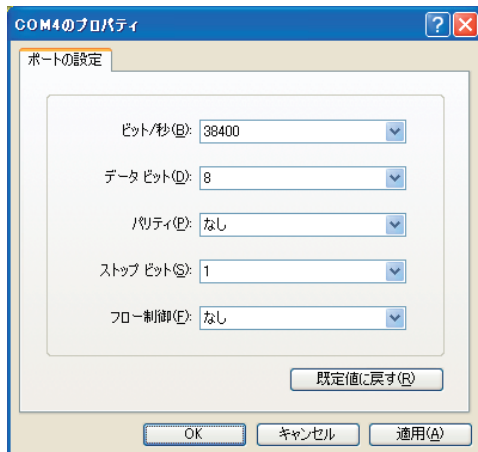 COM4のプロパティ
ポートの設定
ビット/秒(B): 38400
データ ビット(D): 8
パリティ(P): なし
ストップ ビット(S): 1
フロー制御(F): なし
既定値に戻す(R)
OK キャンセル 適用(A)